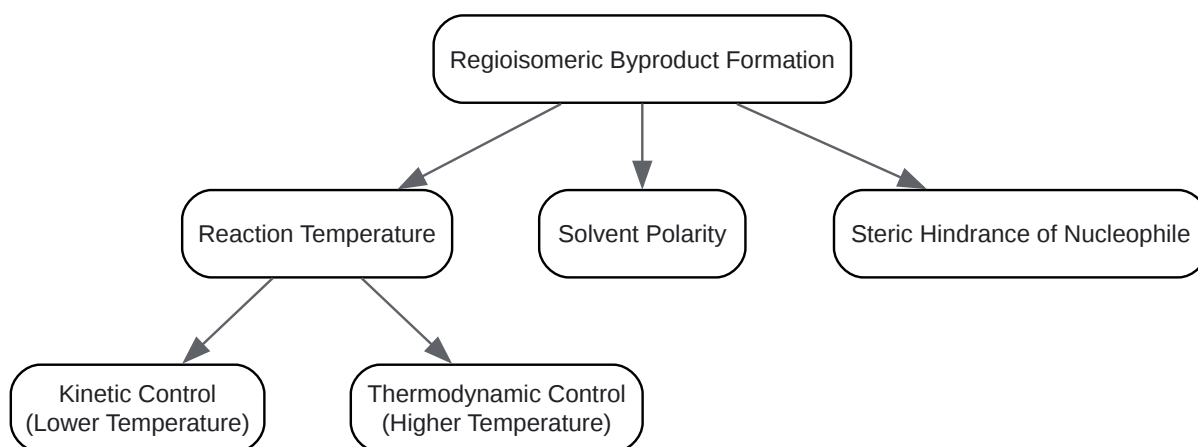 Regioisomeric Byproduct Formation
Reaction Temperature
Solvent Polarity
Steric Hindrance of Nucleophile
Kinetic Control
(Lower Temperature)
Thermodynamic Control
(Higher Temperature)